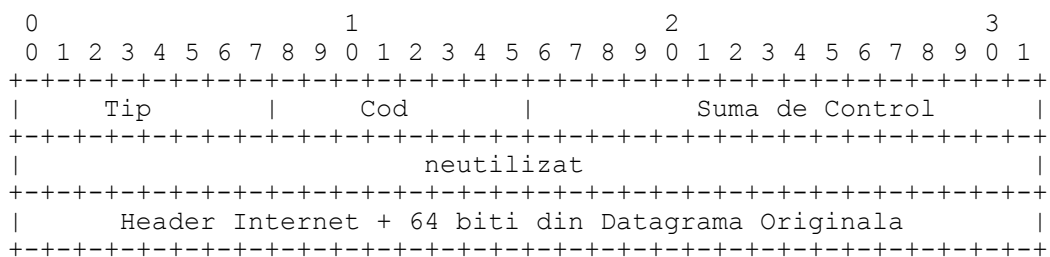 0                   1                   2                   3
 0 1 2 3 4 5 6 7 8 9 0 1 2 3 4 5 6 7 8 9 0 1 2 3 4 5 6 7 8 9 0 1
+-+-+-+-+-+-+-+-+-+-+-+-+-+-+-+-+-+-+-+-+-+-+-+-+-+-+-+-+-+-+-+-+
|     Tip       |     Cod       |          Suma de Control      |
+-+-+-+-+-+-+-+-+-+-+-+-+-+-+-+-+-+-+-+-+-+-+-+-+-+-+-+-+-+-+-+-+
|                         neutilizat                            |
+-+-+-+-+-+-+-+-+-+-+-+-+-+-+-+-+-+-+-+-+-+-+-+-+-+-+-+-+-+-+-+-+
|      Header Internet + 64 biti din Datagrama Originala        |
+-+-+-+-+-+-+-+-+-+-+-+-+-+-+-+-+-+-+-+-+-+-+-+-+-+-+-+-+-+-+-+-+